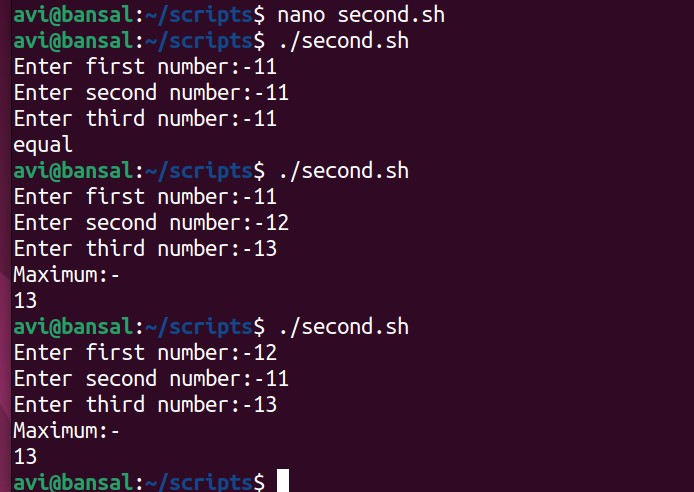 avi@bansal:~/scripts$ nano second.sh
avi@bansal:~/scripts$ ./second.sh
Enter first number:-11
Enter second number:-11
Enter third number:-11
equal
avi@bansal:~/scripts$ ./second.sh
Enter first number:-11
Enter second number:-12
Enter third number:-13
Maximum:-
13
avi@bansal:~/scripts$ ./second.sh
Enter first number:-12
Enter second number:-11
Enter third number:-13
Maximum:-
13
avi@bansal:~/scripts$